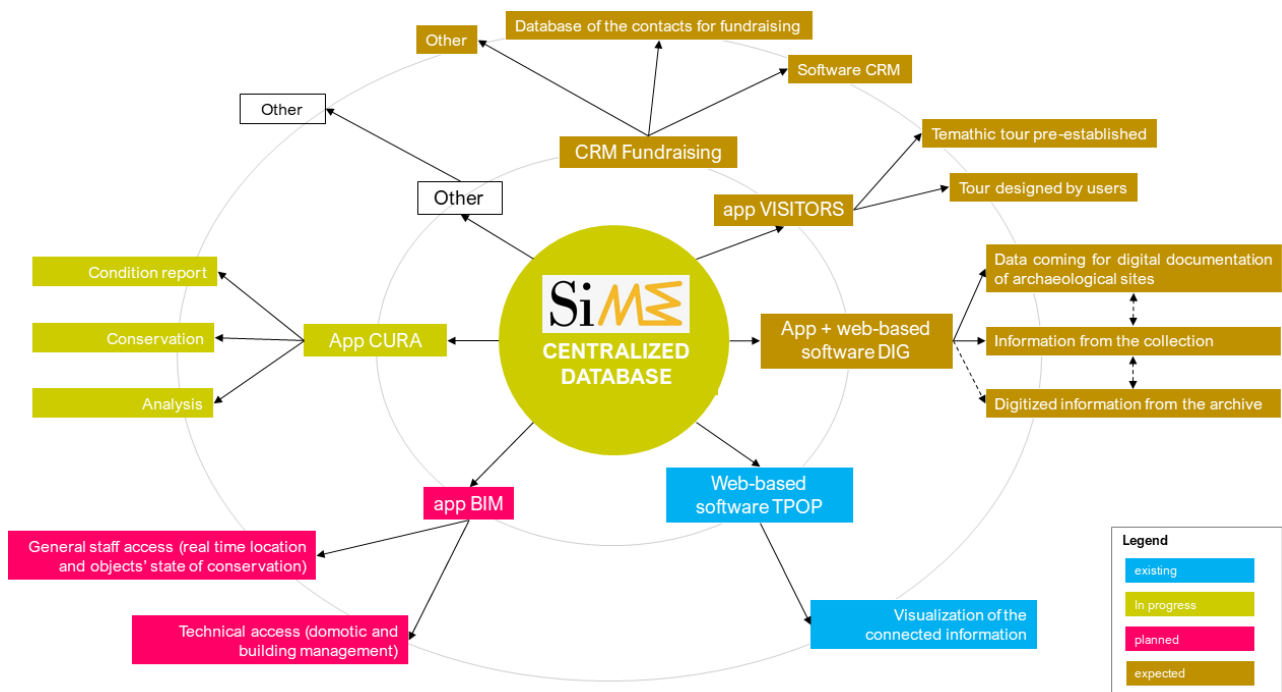 Database of the contacts for fundraising
Other
Software CRM
Other
CRM Fundraising
Temathic tour pre-established
Tour designed by users
app VISITORS
Other
Condition report
Conservation
Analysis
App CURA
SiME
CENTRALIZED
DATABASE
App + web-based
software DIG
Data coming for digital documentation
of archaeological sites
Information from the collection
Digitized information from the archive
app BIM
Web-based
software TPOP
General staff access (real time location
and objects' state of conservation)
Technical access (domotic and
building management)
Visualization of the
connected information
Legend
existing
In progress
planned
expected